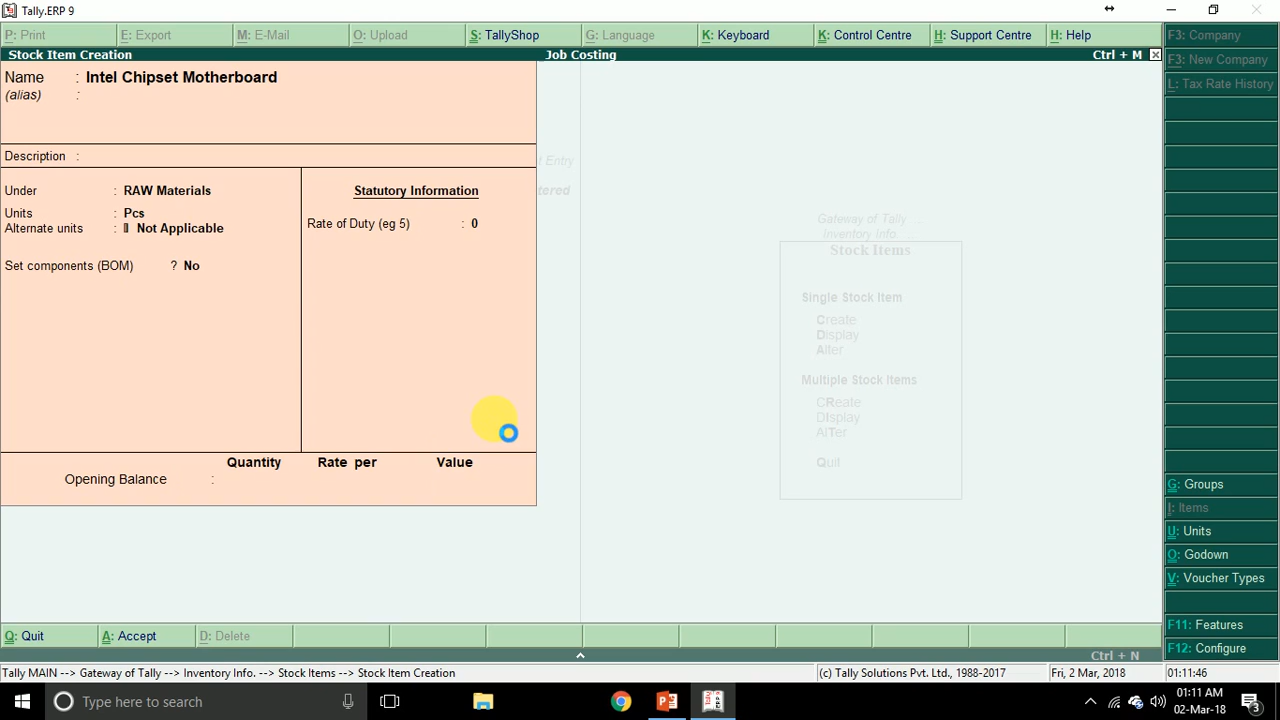 Tally.ERP 9
P: Print E: Export M: E-Mail O: Upload S: TallyShop G: Language K: Keyboard K: Control Centre H: Support Centre H: Help F3: Company
Stock Item Creation Job Costing Ctrl + M
F3: New Company
L: Tax Rate History
Name : Intel Chipset Motherboard
(alias) :
Description :
t Entry
Under : RAW Materials
Statutory Information
tered
Units : Pcs
Rate of Duty (eg 5) : 0
Alternate units : Not Applicable
Set components (BOM) ? No
Gateway of Tally ...
Inventory Info. ...
Stock Items
Single Stock Item
Create
Display
Alter
Multiple Stock Items
CReate
DIsplay
AlTer
Quit
Quantity Rate per Value
Opening Balance :
G: Groups
I: Items
U: Units
O: Godown
V: Voucher Types
F11: Features
F12: Configure
Q: Quit A: Accept D: Delete
Ctrl + N
Tally MAIN --> Gateway of Tally --> Inventory Info. --> Stock Items --> Stock Item Creation (c) Tally Solutions Pvt. Ltd., 1988-2017 Fri, 2 Mar, 2018 01:11:46
Type here to search
01:11 AM
02-Mar-18
3